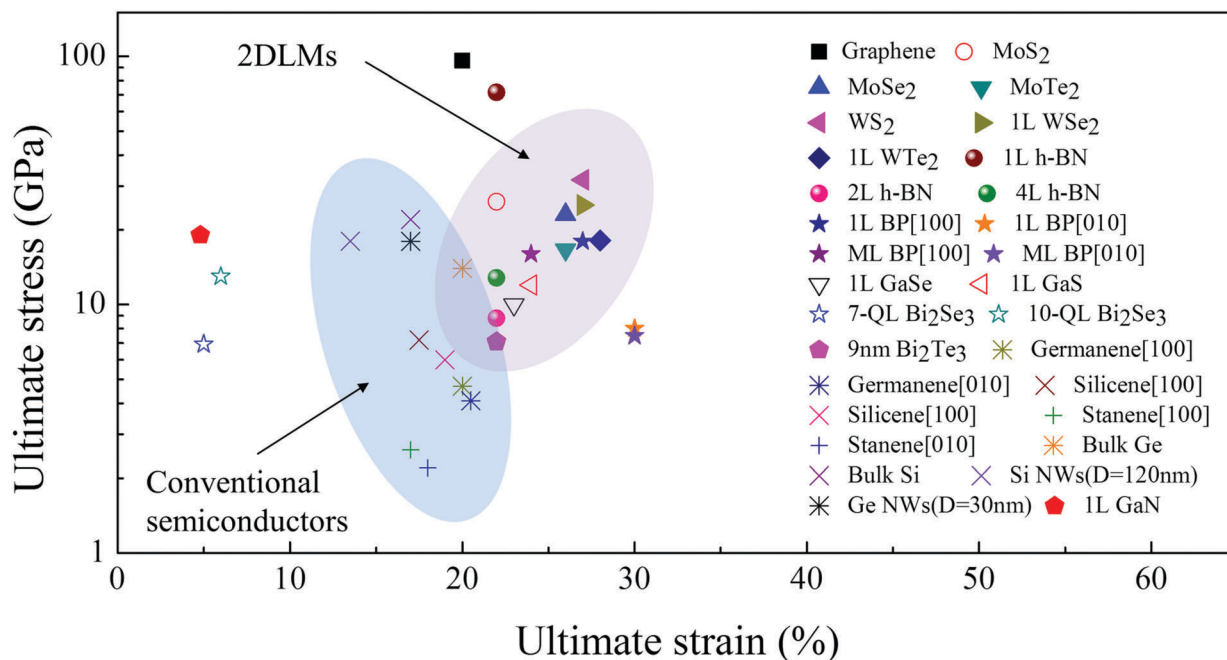 100
10
1
Ultimate stress (GPa)
2DLMs
Conventional
semiconductors
Graphene MoS₂
MoSe₂ MoTe₂
WS₂ 1L WSe₂
1L WTe₂ 1L h-BN
2L h-BN 4L h-BN
1L BP[100] 1L BP[010]
ML BP[100] ML BP[010]
1L GaSe 1L GaS
7-QL Bi₂Se₃ 10-QL Bi₂Se₃
9nm Bi₂Te₃ Germanene[100]
Germanene[010] Silicene[100]
Silicene[100] Stanene[100]
Stanene[010] Bulk Ge
Bulk Si Si NWs(D=120nm)
Ge NWs(D=30nm) 1L GaN
0 10 20 30 40 50 60
Ultimate strain (%)